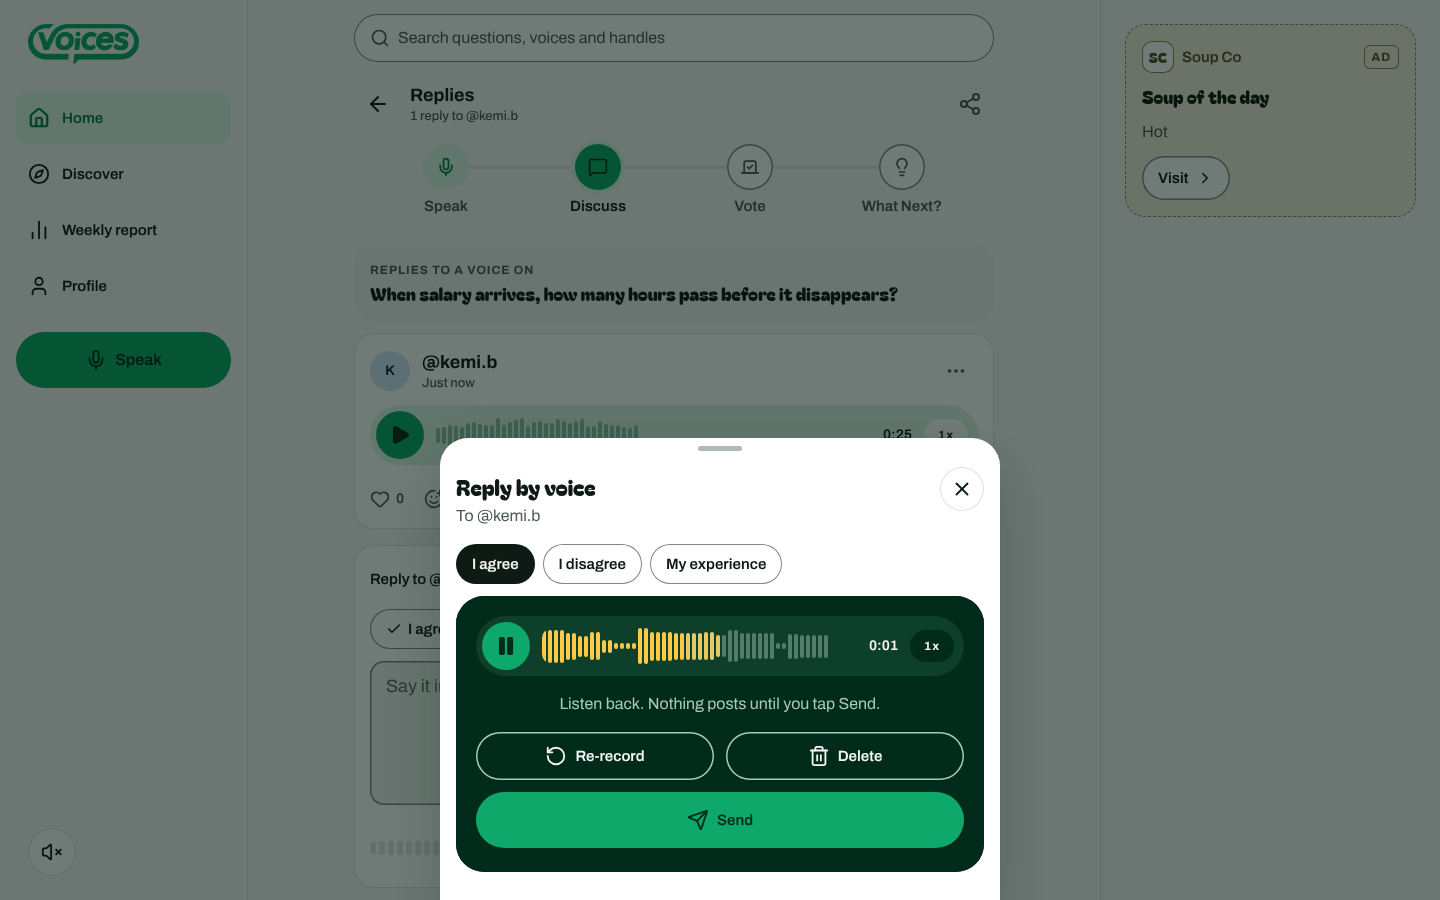 Voices
Home
Discover
Weekly report
Profile
Speak
Search questions, voices and handles
Replies
1 reply to @kemi.b
Speak
Discuss
Vote
What Next?
REPLIES TO A VOICE ON
When salary arrives, how many hours pass before it disappears?
K
@kemi.b
Just now
0:25
1x
0
Reply to @
I agre
Say it i
Reply by voice
To @kemi.b
I agree
I disagree
My experience
0:01
1x
Listen back. Nothing posts until you tap Send.
Re-record
Delete
Send
SC
Soup Co
AD
Soup of the day
Hot
Visit